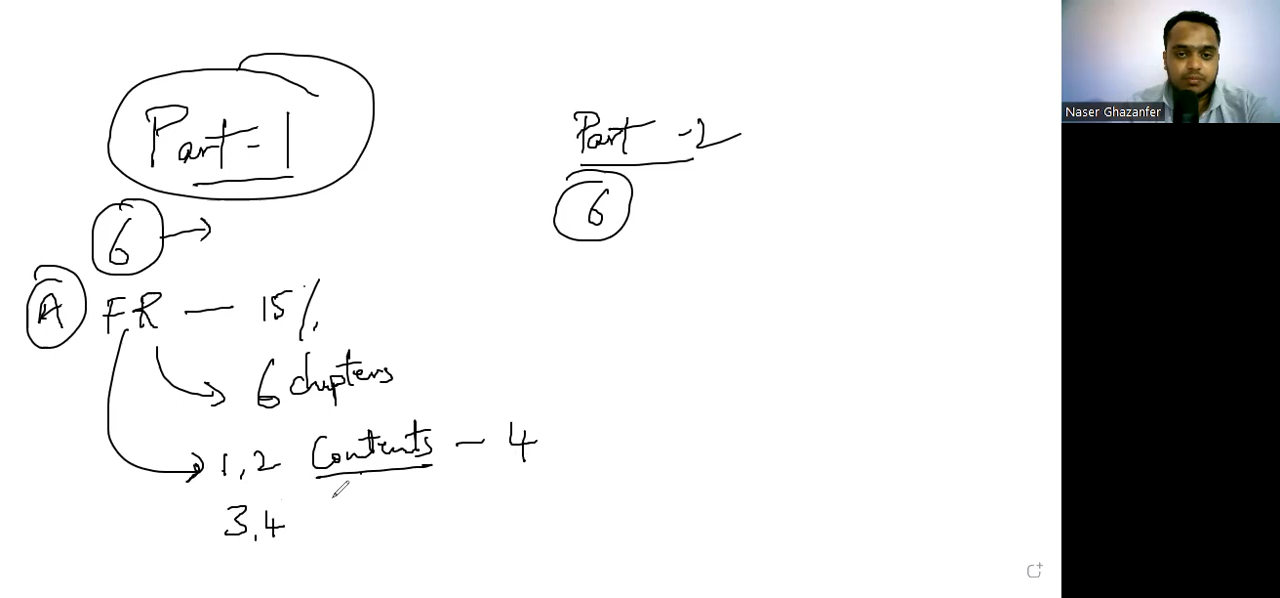 Part-1
6
A FR - 15%
6 chapters
1,2 Contents - 4
3,4
Part-2
6
Naser Ghazanfer